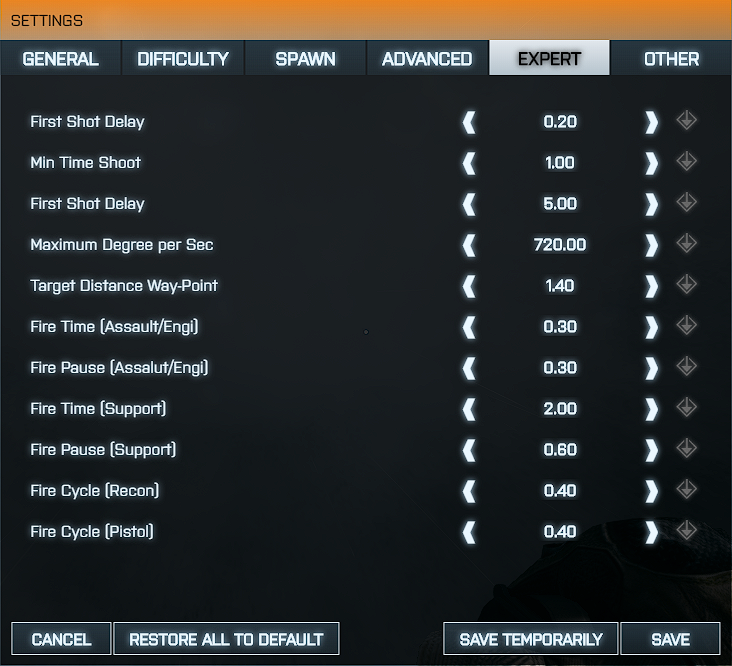 SETTINGS
GENERAL DIFFICULTY SPAWN ADVANCED EXPERT OTHER
First Shot Delay 0.20
Min Time Shoot 1.00
First Shot Delay 5.00
Maximum Degree per Sec 720.00
Target Distance Way-Point 1.40
Fire Time (Assault/Engi) 0.30
Fire Pause (Assalut/Engi) 0.30
Fire Time (Support) 2.00
Fire Pause (Support) 0.60
Fire Cycle (Recon) 0.40
Fire Cycle (Pistol) 0.40
CANCEL RESTORE ALL TO DEFAULT SAVE TEMPORARILY SAVE